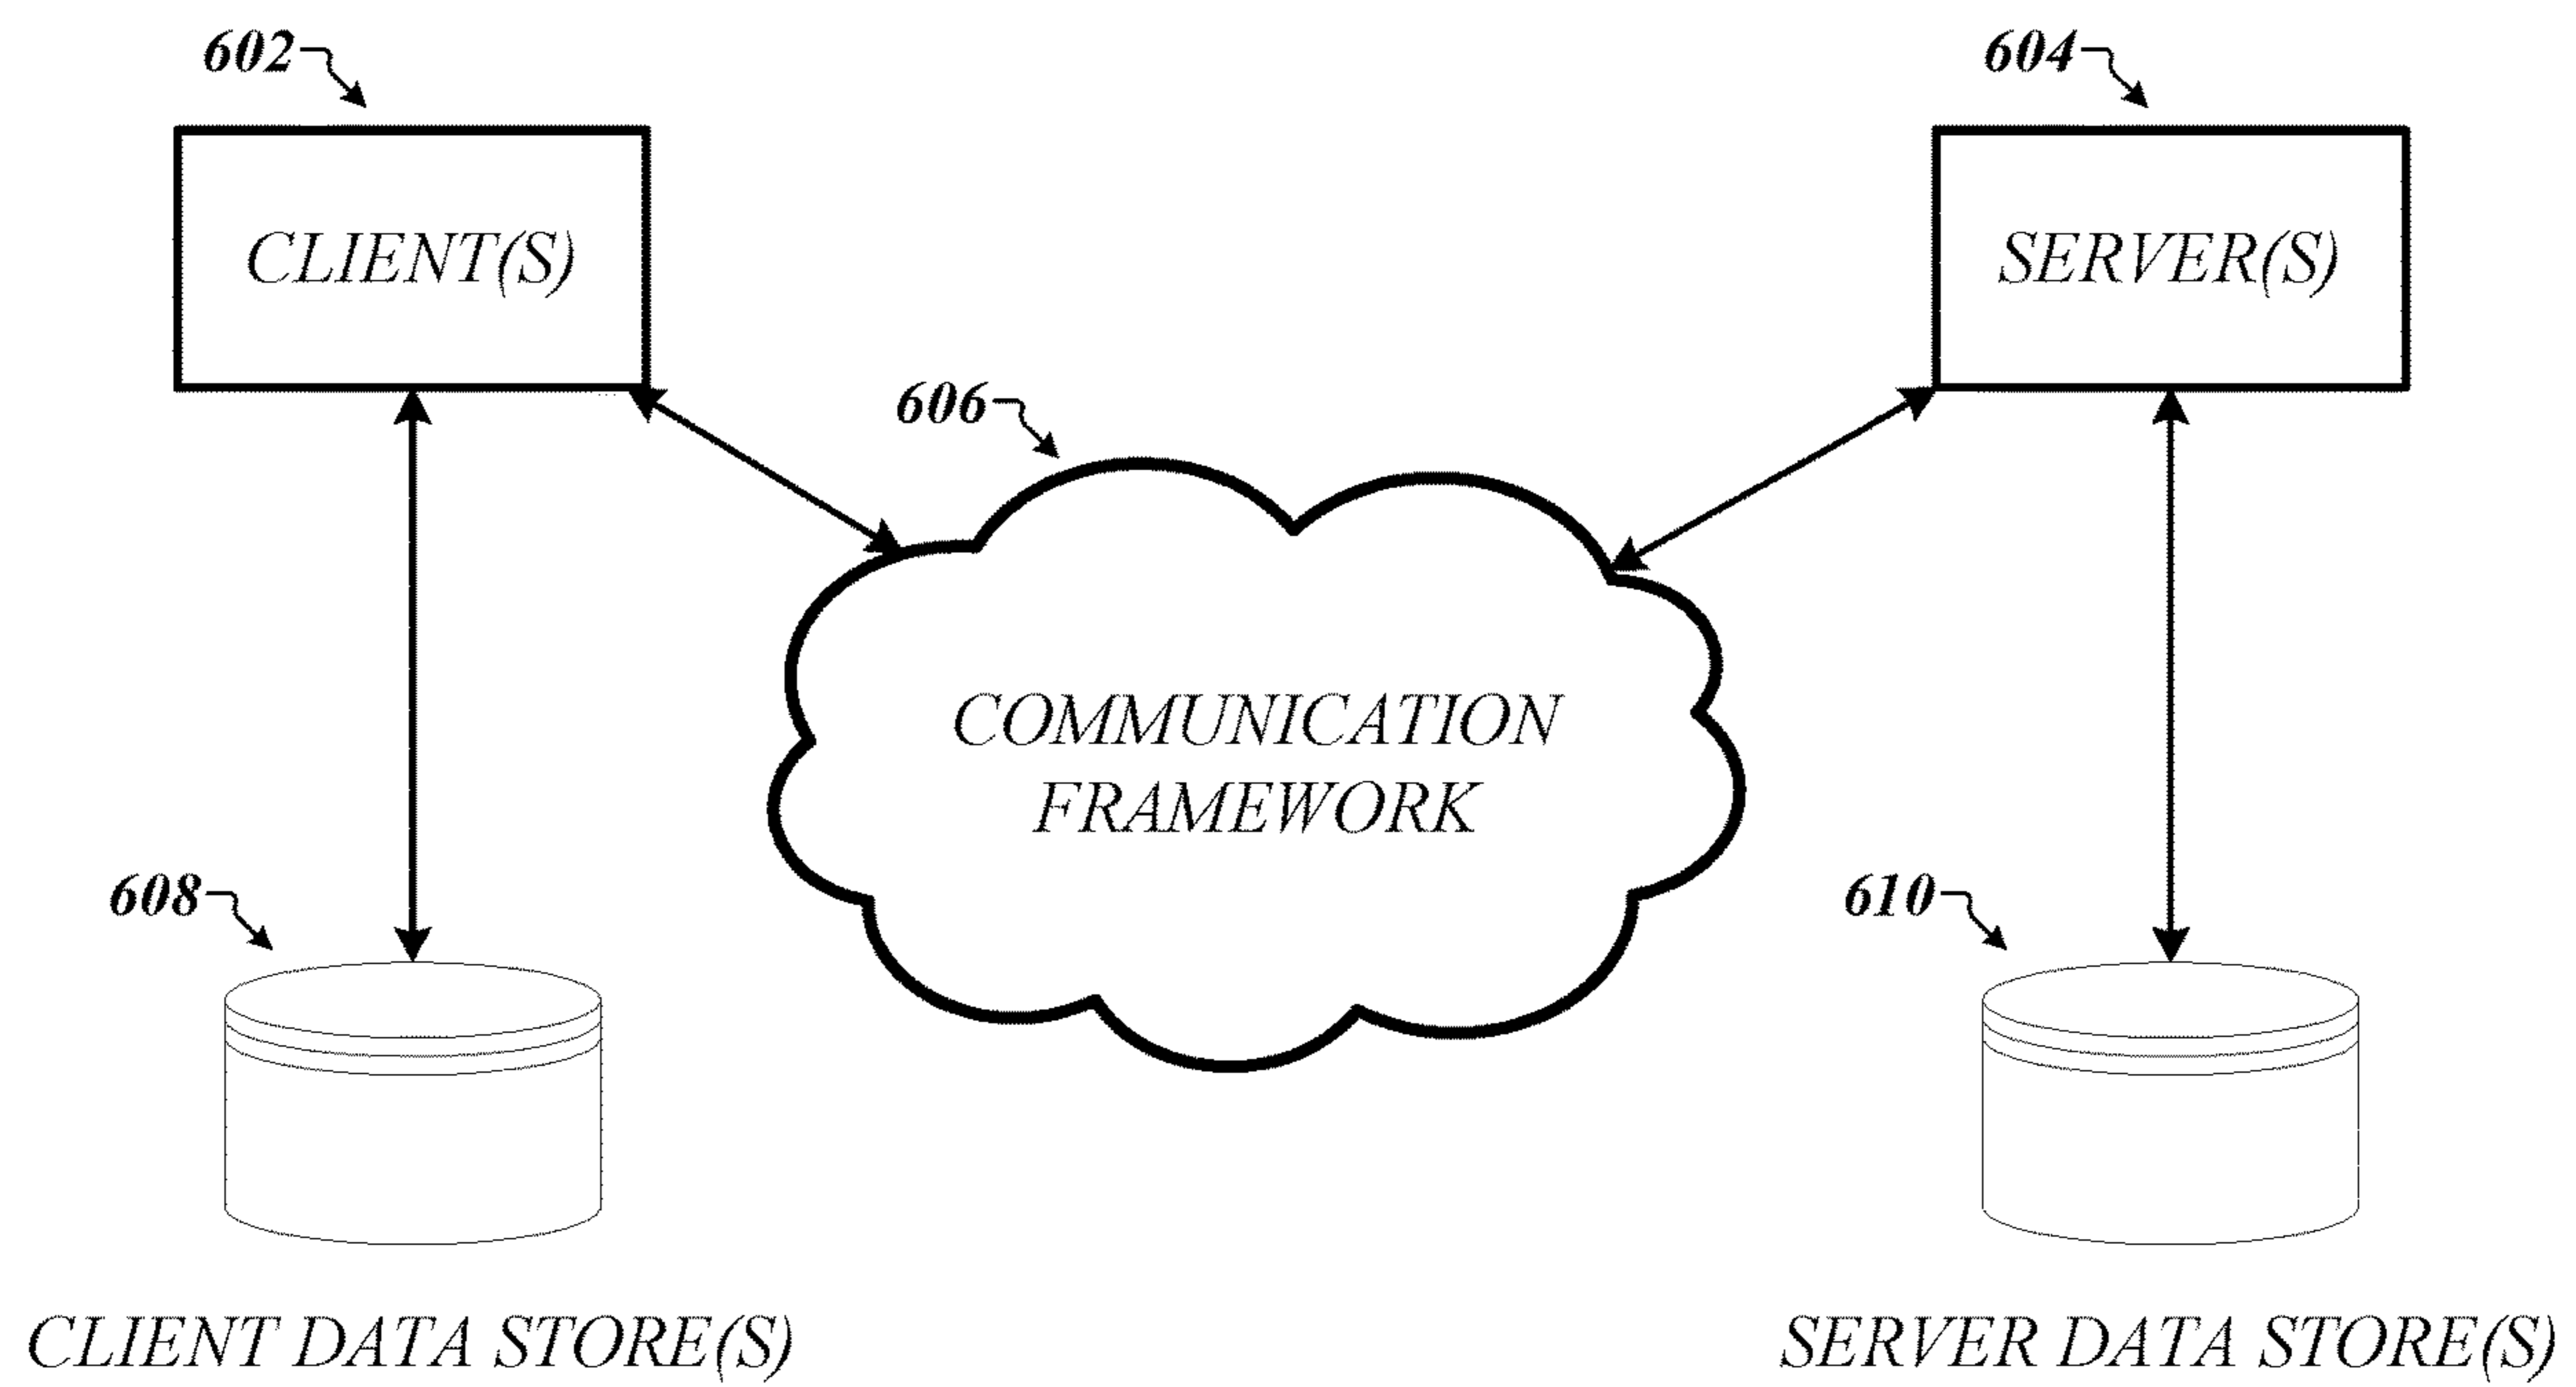 602
604
CLIENT(S)
SERVER(S)
606
COMMUNICATION
FRAMEWORK
608
610
CLIENT DATA STORE(S)
SERVER DATA STORE(S)